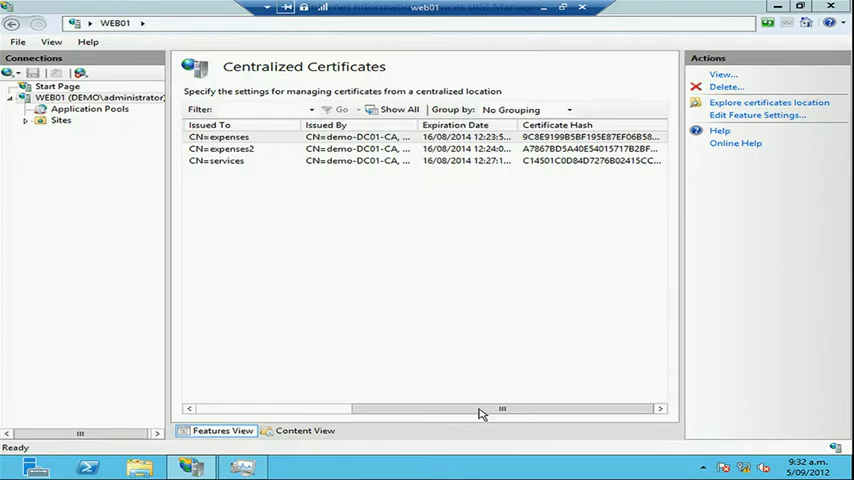 web01
WEB01
File View Help
Connections
Start Page
WEB01 (DEMO\administrator)
Application Pools
Sites
Centralized Certificates
Specify the settings for managing certificates from a centralized location
Filter: Go Show All Group by: No Grouping
Issued To Issued By Expiration Date Certificate Hash
CN=expenses CN=demo-DC01-CA, ... 16/08/2014 12:23:5... 9C8E9199B5BF195E87EF06B58...
CN=expenses2 CN=demo-DC01-CA, ... 16/08/2014 12:24:0... A7867BD5A40E54015717B2BF...
CN=services CN=demo-DC01-CA, ... 16/08/2014 12:27:1... C14501C0D84D7276B02415CC...
Features View Content View
Actions
View...
Delete...
Explore certificates location
Edit Feature Settings...
Help
Online Help
Ready
9:32 a.m.
5/09/2012